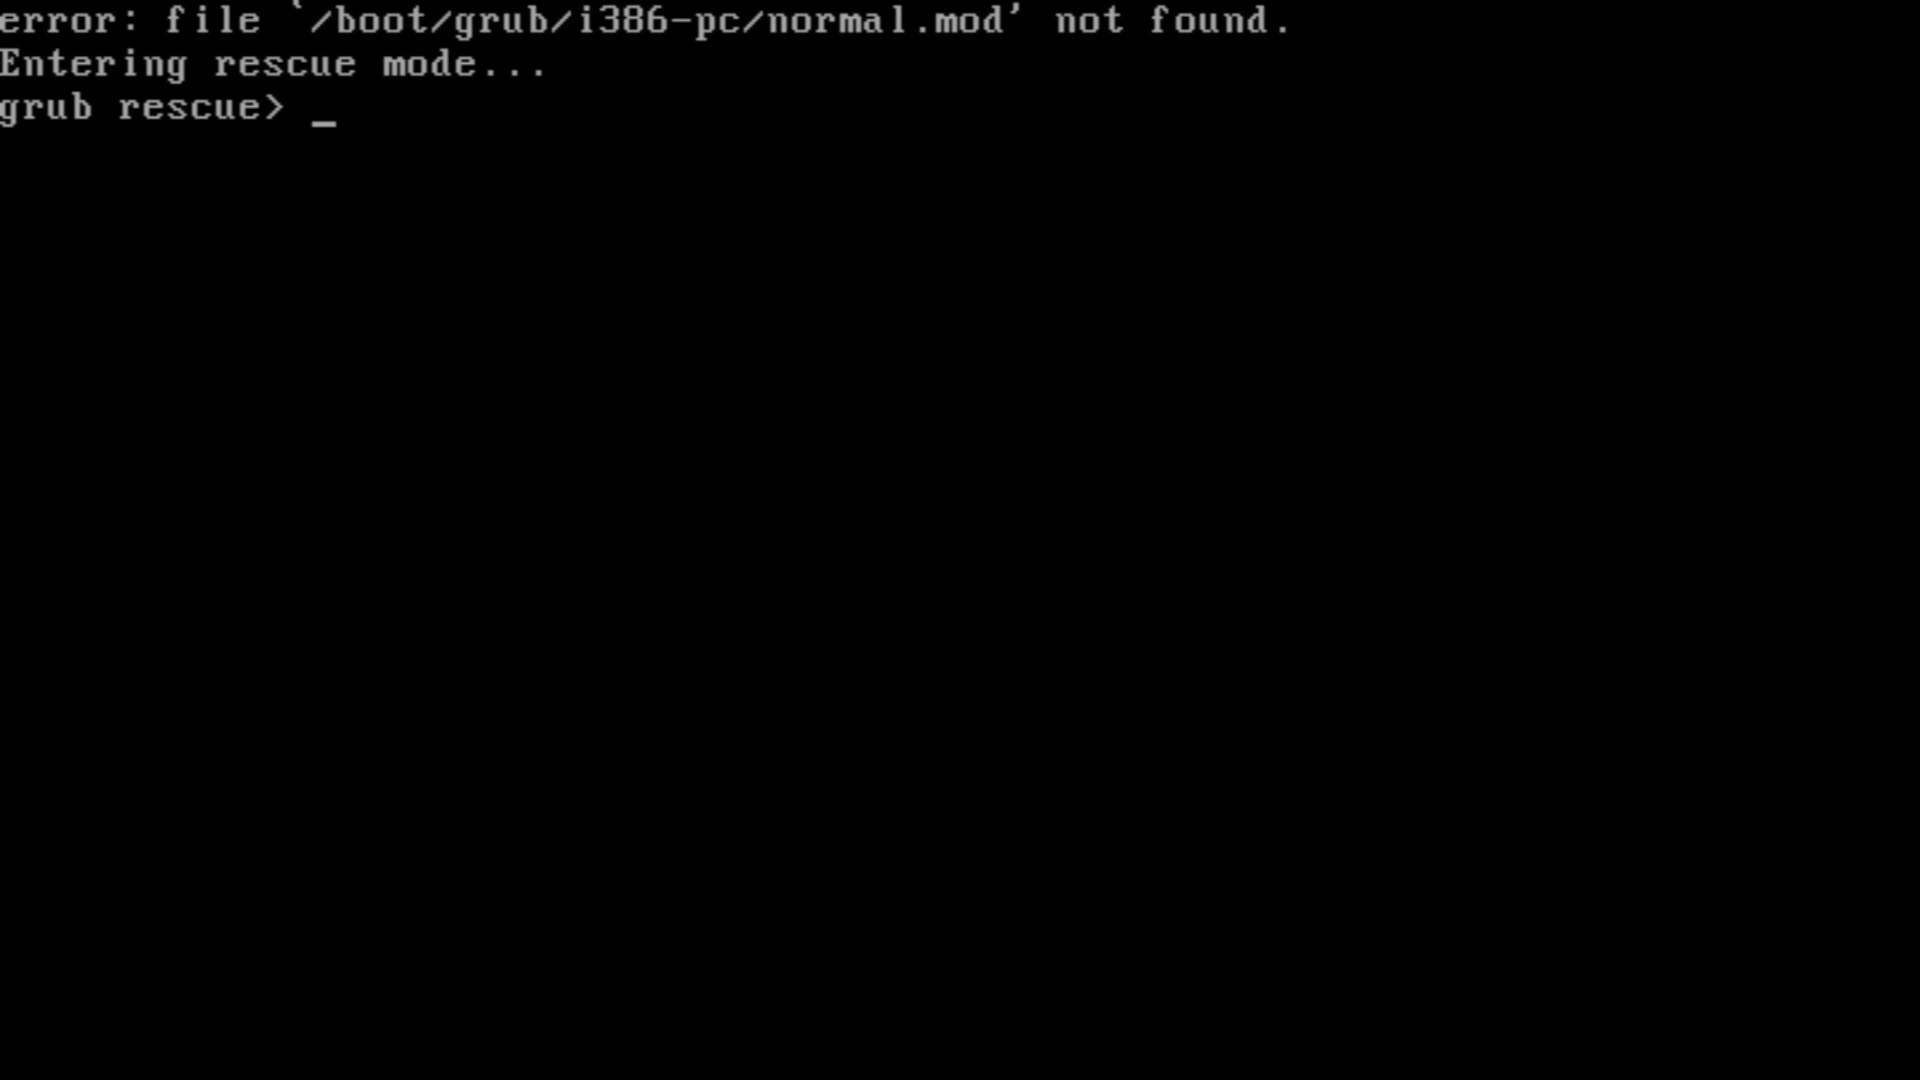 error: file `/boot/grub/i386-pc/normal.mod' not found.
Entering rescue mode...
grub rescue> _